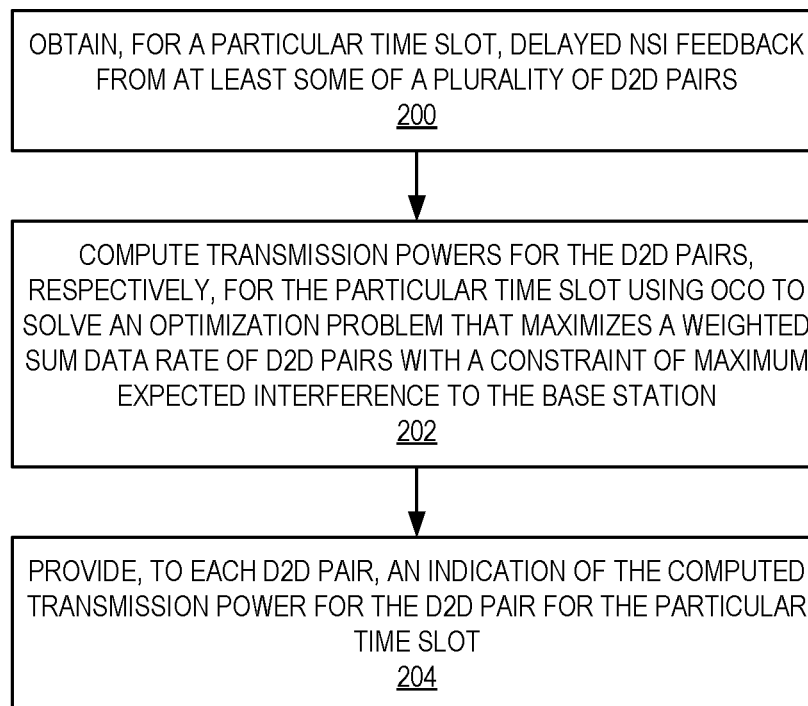 OBTAIN, FOR A PARTICULAR TIME SLOT, DELAYED NSI FEEDBACK
FROM AT LEAST SOME OF A PLURALITY OF D2D PAIRS
200
COMPUTE TRANSMISSION POWERS FOR THE D2D PAIRS,
RESPECTIVELY, FOR THE PARTICULAR TIME SLOT USING OCO TO
SOLVE AN OPTIMIZATION PROBLEM THAT MAXIMIZES A WEIGHTED
SUM DATA RATE OF D2D PAIRS WITH A CONSTRAINT OF MAXIMUM
EXPECTED INTERFERENCE TO THE BASE STATION
202
PROVIDE, TO EACH D2D PAIR, AN INDICATION OF THE COMPUTED
TRANSMISSION POWER FOR THE D2D PAIR FOR THE PARTICULAR
TIME SLOT
204